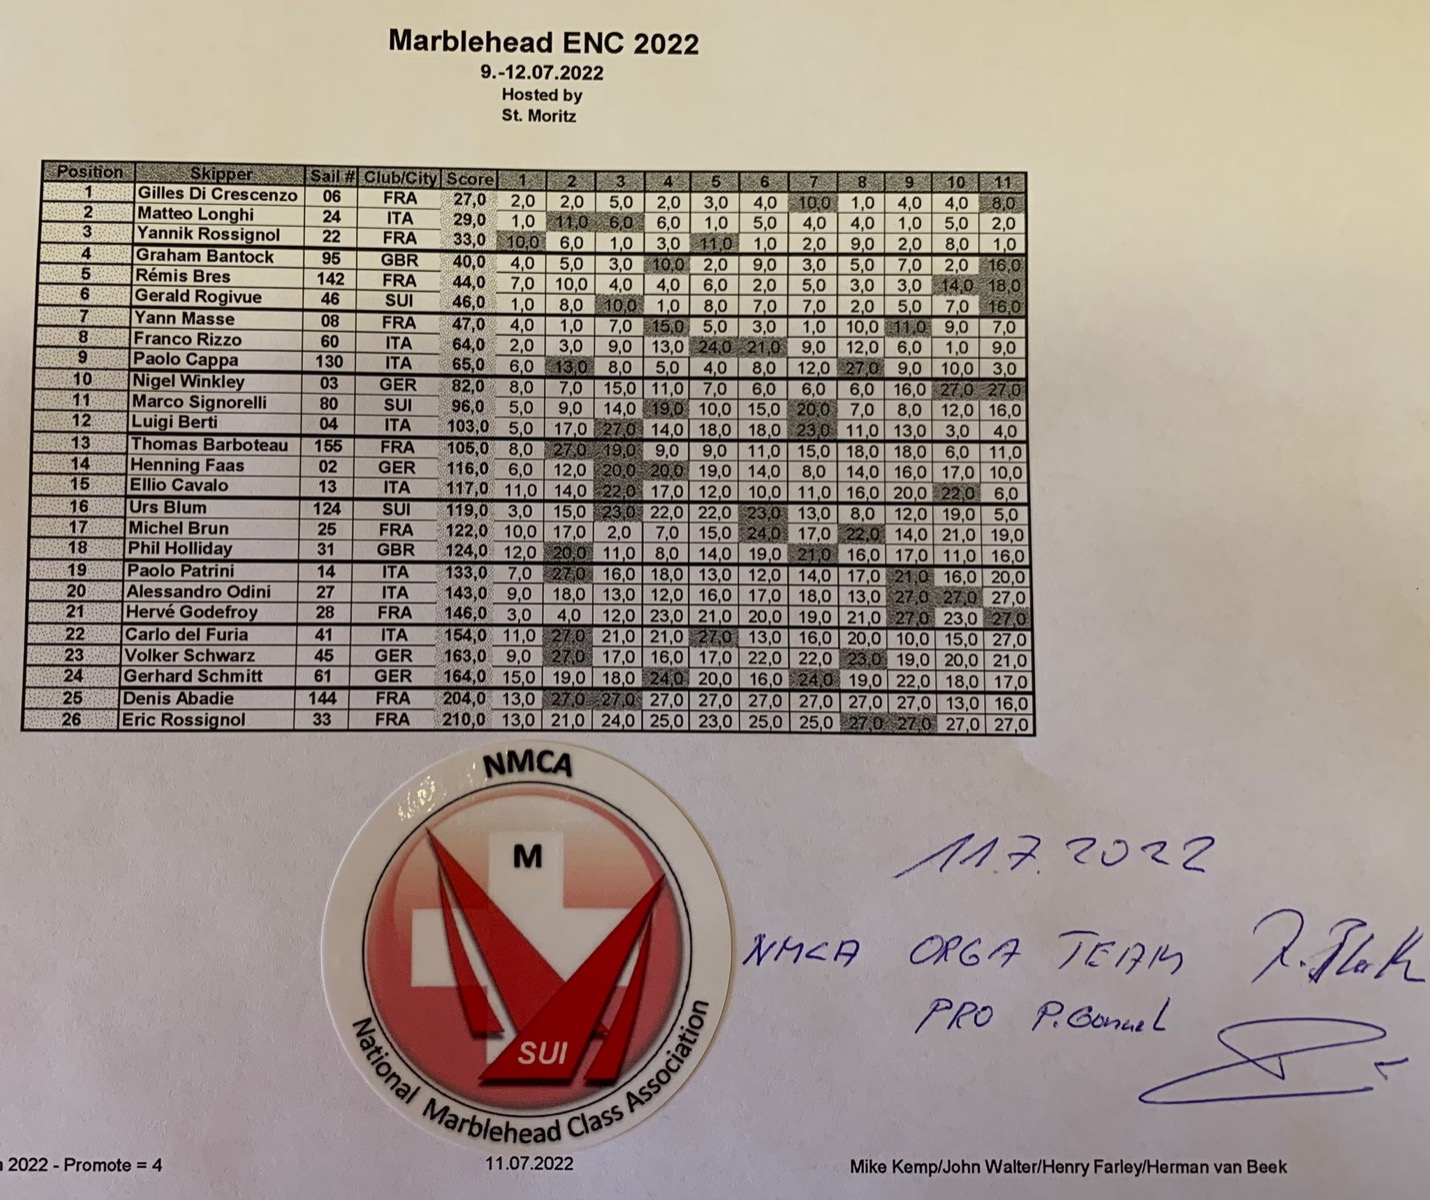 Marblehead ENC 2022
9.-12.07.2022
Hosted by
St. Moritz
Position Skipper Sail # Club/City Score 1 2 3 4 5 6 7 8 9 10 11
1 Gilles Di Crescenzo 06 FRA 27,0 2,0 2,0 5,0 2,0 3,0 4,0 10,0 1,0 4,0 4,0 8,0
2 Matteo Longhi 24 ITA 29,0 1,0 11,0 6,0 6,0 1,0 5,0 4,0 4,0 1,0 5,0 2,0
3 Yannik Rossignol 22 FRA 33,0 10,0 6,0 1,0 3,0 11,0 1,0 2,0 9,0 2,0 8,0 1,0
4 Graham Bantock 95 GBR 40,0 4,0 5,0 3,0 10,0 2,0 9,0 3,0 5,0 7,0 2,0 16,0
5 Rémis Bres 142 FRA 44,0 7,0 10,0 4,0 4,0 6,0 2,0 5,0 3,0 3,0 14,0 18,0
6 Gerald Rogivue 46 SUI 46,0 1,0 8,0 10,0 1,0 8,0 7,0 7,0 2,0 5,0 7,0 16,0
7 Yann Masse 08 FRA 47,0 4,0 1,0 7,0 15,0 5,0 3,0 1,0 10,0 11,0 9,0 7,0
8 Franco Rizzo 60 ITA 64,0 2,0 3,0 9,0 13,0 24,0 21,0 9,0 12,0 6,0 1,0 9,0
9 Paolo Cappa 130 ITA 65,0 6,0 13,0 8,0 5,0 4,0 8,0 12,0 27,0 9,0 10,0 3,0
10 Nigel Winkley 03 GER 82,0 8,0 7,0 15,0 11,0 7,0 6,0 6,0 6,0 16,0 27,0 27,0
11 Marco Signorelli 80 SUI 96,0 5,0 9,0 14,0 19,0 10,0 15,0 20,0 7,0 8,0 12,0 16,0
12 Luigi Berti 04 ITA 103,0 5,0 17,0 27,0 14,0 18,0 18,0 23,0 11,0 13,0 3,0 4,0
13 Thomas Barboteau 155 FRA 105,0 8,0 27,0 19,0 9,0 9,0 11,0 15,0 18,0 18,0 6,0 11,0
14 Henning Faas 02 GER 116,0 6,0 12,0 20,0 20,0 19,0 14,0 8,0 14,0 16,0 17,0 10,0
15 Ellio Cavalo 13 ITA 117,0 11,0 14,0 22,0 17,0 12,0 10,0 11,0 16,0 20,0 22,0 6,0
16 Urs Blum 124 SUI 119,0 3,0 15,0 23,0 22,0 22,0 23,0 13,0 8,0 12,0 19,0 5,0
17 Michel Brun 25 FRA 122,0 10,0 17,0 2,0 7,0 15,0 24,0 17,0 22,0 14,0 21,0 19,0
18 Phil Holliday 31 GBR 124,0 12,0 20,0 11,0 8,0 14,0 19,0 21,0 16,0 17,0 11,0 16,0
19 Paolo Patrini 14 ITA 133,0 7,0 27,0 16,0 18,0 13,0 12,0 14,0 17,0 21,0 16,0 20,0
20 Alessandro Odini 27 ITA 143,0 9,0 18,0 13,0 12,0 16,0 17,0 18,0 13,0 27,0 27,0 27,0
21 Hervé Godefroy 28 FRA 146,0 3,0 4,0 12,0 23,0 21,0 20,0 19,0 21,0 27,0 23,0 27,0
22 Carlo del Furia 41 ITA 154,0 11,0 27,0 21,0 21,0 27,0 13,0 16,0 20,0 10,0 15,0 27,0
23 Volker Schwarz 45 GER 163,0 9,0 27,0 17,0 16,0 17,0 22,0 22,0 23,0 19,0 20,0 21,0
24 Gerhard Schmitt 61 GER 164,0 15,0 19,0 18,0 24,0 20,0 16,0 24,0 19,0 22,0 18,0 17,0
25 Denis Abadie 144 FRA 204,0 13,0 27,0 27,0 27,0 27,0 27,0 27,0 27,0 27,0 13,0 16,0
26 Eric Rossignol 33 FRA 210,0 13,0 21,0 24,0 25,0 23,0 25,0 25,0 27,0 27,0 27,0 27,0
NMCA
M
SUI
National Marblehead Class Association
11.7.2022
NMCA ORGA TEAM
PRO P.
2022 - Promote = 4
11.07.2022
Mike Kemp/John Walter/Henry Farley/Herman van Beek